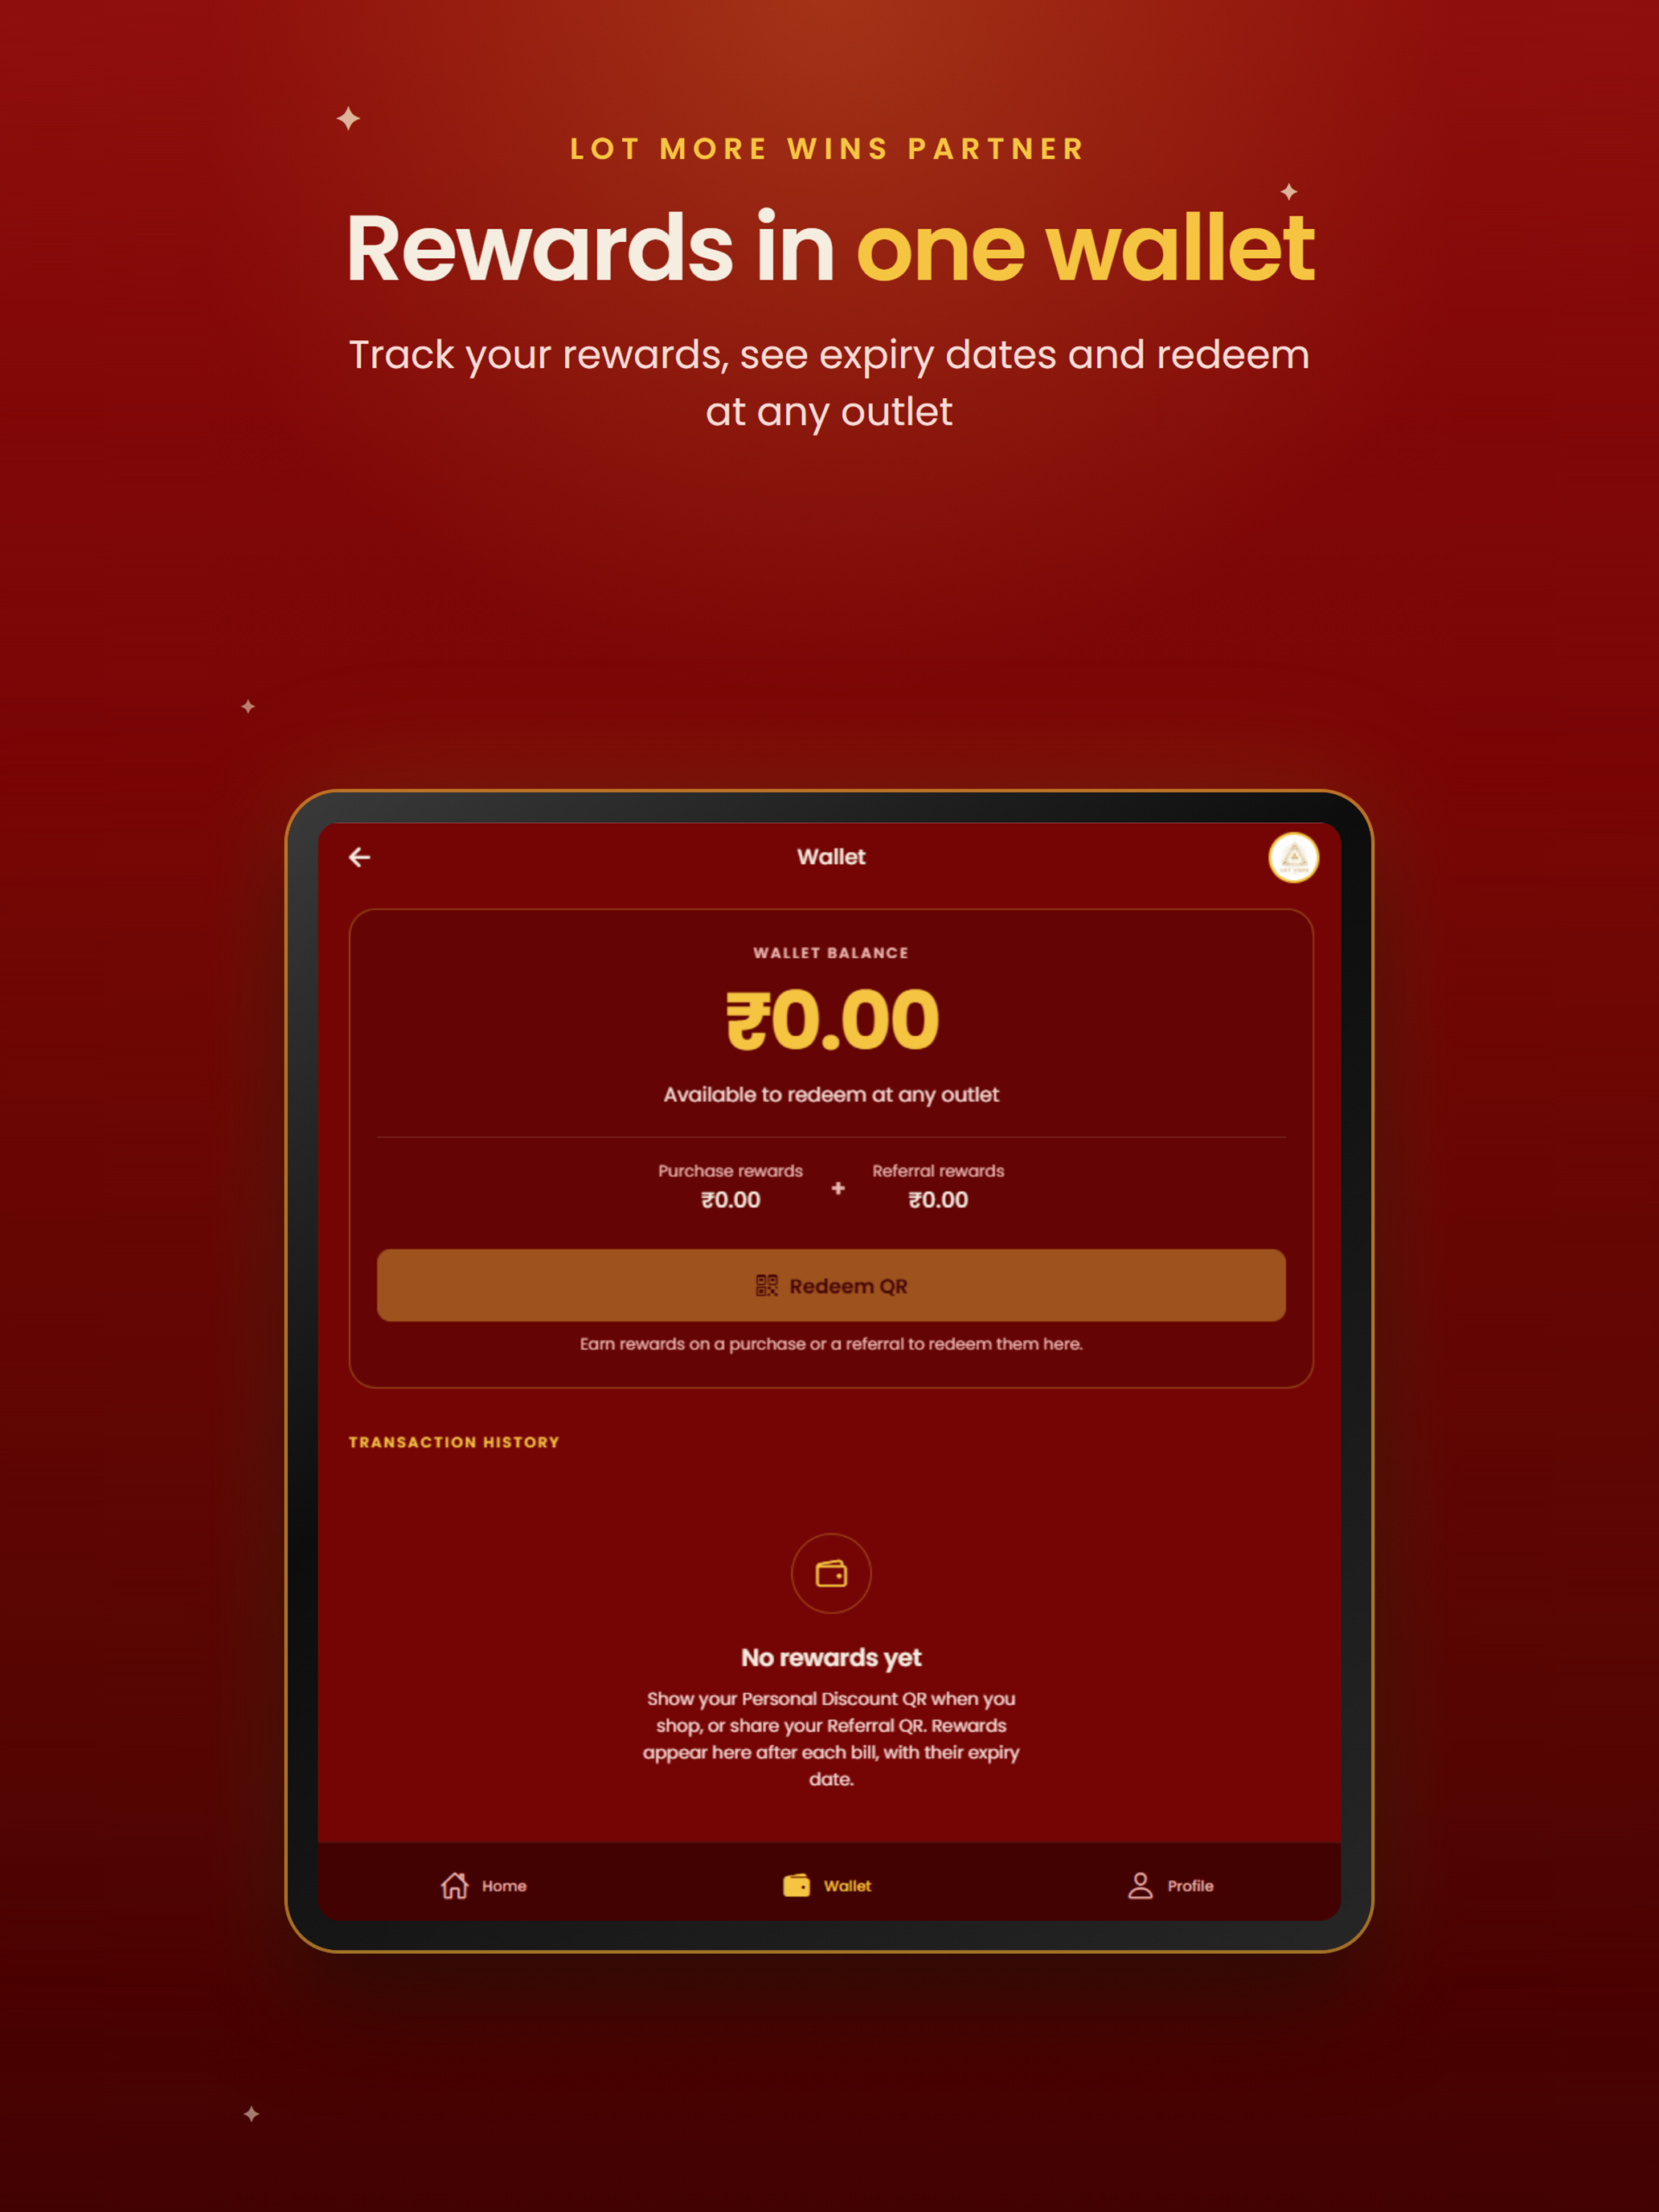 LOT MORE WINS PARTNER
Rewards in one wallet
Track your rewards, see expiry dates and redeem
at any outlet
Wallet
WALLET BALANCE
₹0.00
Available to redeem at any outlet
Purchase rewards
₹0.00
+
Referral rewards
₹0.00
Redeem QR
Earn rewards on a purchase or a referral to redeem them here.
TRANSACTION HISTORY
No rewards yet
Show your Personal Discount QR when you
shop, or share your Referral QR. Rewards
appear here after each bill, with their expiry
date.
Home
Wallet
Profile